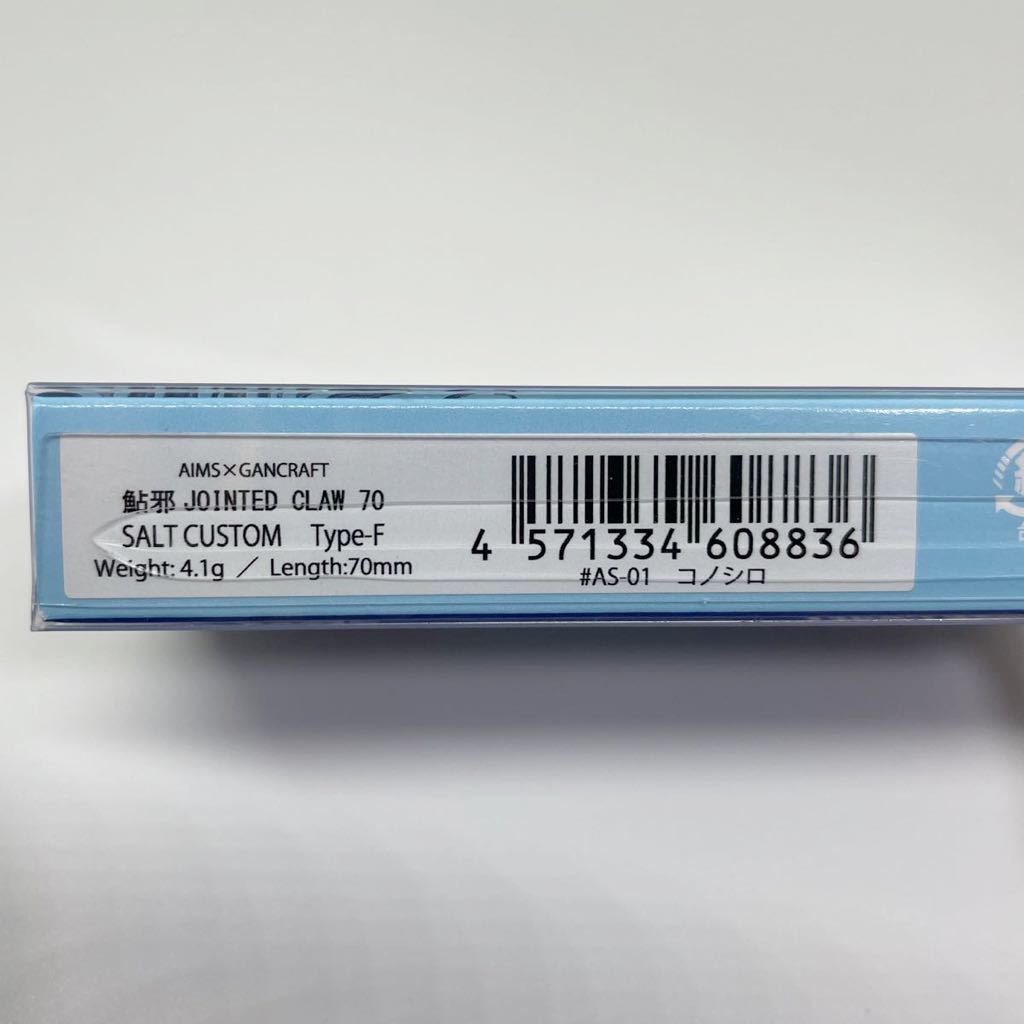 AIMS×GANCRAFT
鮎邪 JOINTED CLAW 70
SALT CUSTOM Type-F
Weight: 4.1g ／ Length:70mm
4 571334 608836
#AS-01 コノシロ